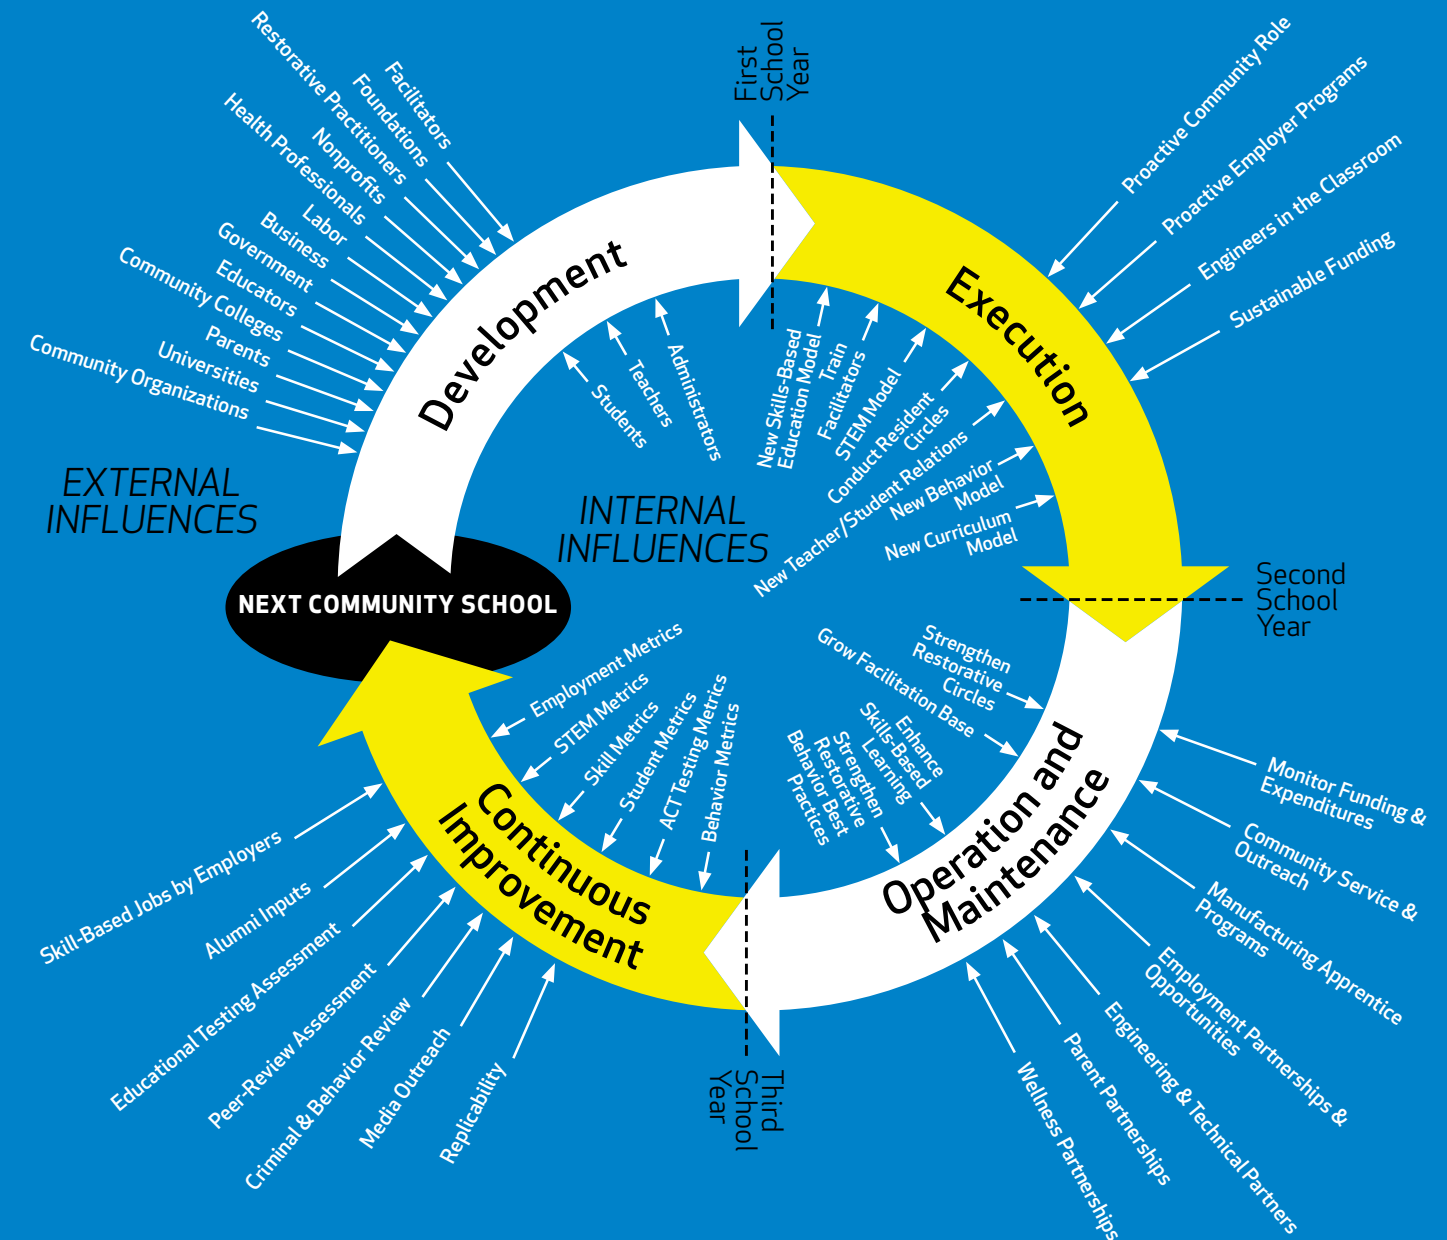 First
School
Year
Restorative Practitioners
Facilitators
Foundations
Health Professionals
Nonprofits
Labor
Business
Government
Educators
Community Colleges
Parents
Universities
Community Organizations
Development
Administrators
Teachers
Students
EXTERNAL
INFLUENCES
INTERNAL
INFLUENCES
NEXT COMMUNITY SCHOOL
Proactive Community Role
Proactive Employer Programs
Engineers in the Classroom
Sustainable Funding
Execution
New Skills-Based
Education Model
Train
Facilitators
STEM Model
Conduct Resident
Circles
New Teacher/Student Relations
New Behavior
Model
New Curriculum
Model
Second
School
Year
Strengthen
Restorative
Circles
Grow Facilitation Base
Enhance
Skills-Based
Learning
Strengthen
Restorative
Behavior Best
Practices
Operation and
Maintenance
Monitor Funding &
Expenditures
Community Service &
Outreach
Manufacturing Apprentice
Programs
Employment Partnerships &
Opportunities
Engineering & Technical Partners
Parent Partnerships
Wellness Partnerships
Third
School
Year
Employment Metrics
STEM Metrics
Skill Metrics
Student Metrics
ACT Testing Metrics
Behavior Metrics
Continuous
Improvement
Skill-Based Jobs by Employers
Alumni Inputs
Educational Testing Assessment
Peer-Review Assessment
Criminal & Behavior Review
Media Outreach
Replicability